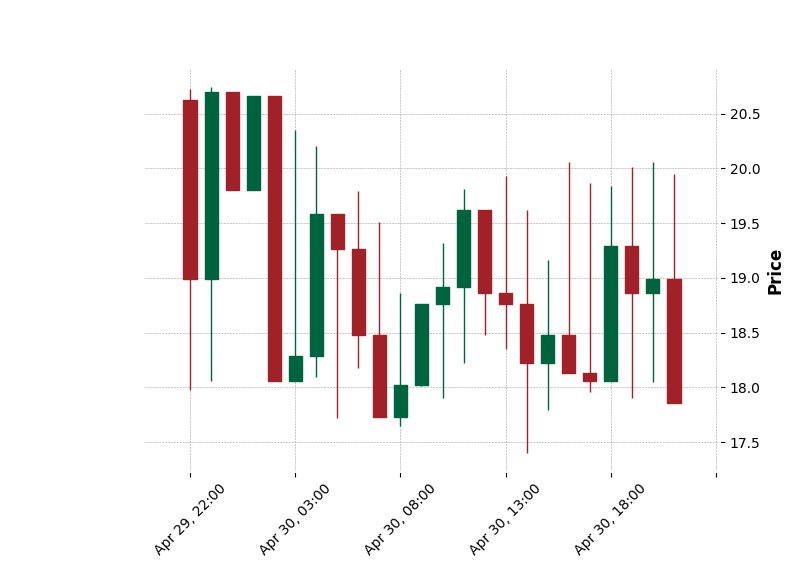 20.5
20.0
19.5
19.0
18.5
18.0
17.5
Price
Apr 29, 22:00
Apr 30, 03:00
Apr 30, 08:00
Apr 30, 13:00
Apr 30, 18:00